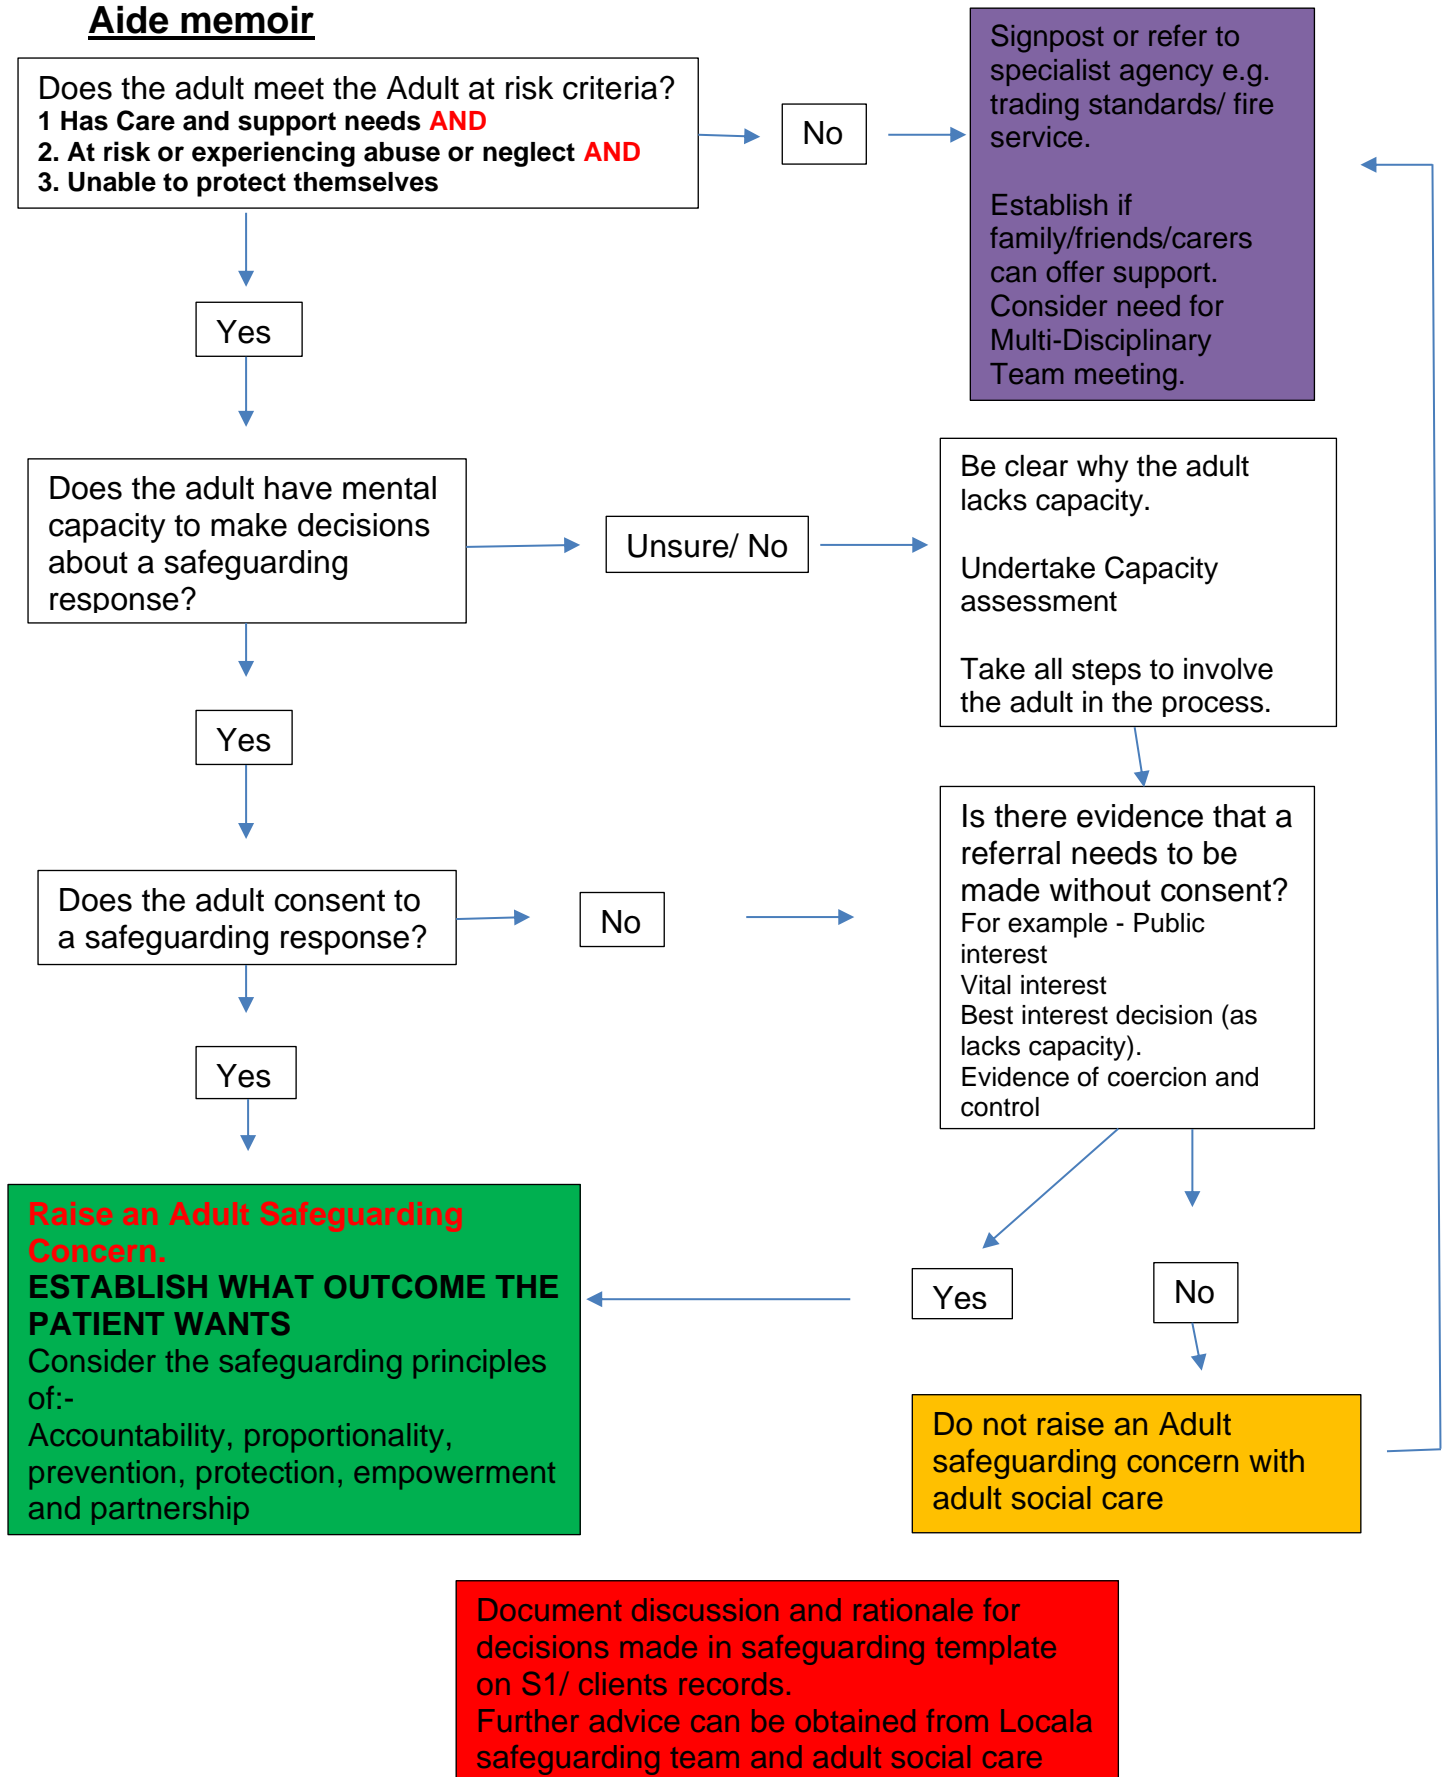 Aide memoir
Does the adult meet the Adult at risk criteria?
1 Has Care and support needs AND
2. At risk or experiencing abuse or neglect AND
3. Unable to protect themselves
No
Signpost or refer to
specialist agency e.g.
trading standards/ fire
service.
Establish if
family/friends/carers
can offer support.
Consider need for
Multi-Disciplinary
Team meeting.
Yes
Does the adult have mental
capacity to make decisions
about a safeguarding
response?
Unsure/ No
Be clear why the adult
lacks capacity.
Undertake Capacity
assessment
Take all steps to involve
the adult in the process.
Yes
Is there evidence that a
referral needs to be
made without consent?
For example - Public
interest
Vital interest
Best interest decision (as
lacks capacity).
Evidence of coercion and
control
Does the adult consent to
a safeguarding response?
No
Yes
Raise an Adult Safeguarding
Concern.
ESTABLISH WHAT OUTCOME THE
PATIENT WANTS
Consider the safeguarding principles
of:-
Accountability, proportionality,
prevention, protection, empowerment
and partnership
Yes
No
Do not raise an Adult
safeguarding concern with
adult social care
Document discussion and rationale for
decisions made in safeguarding template
on S1/ clients records.
Further advice can be obtained from Locala
safeguarding team and adult social care